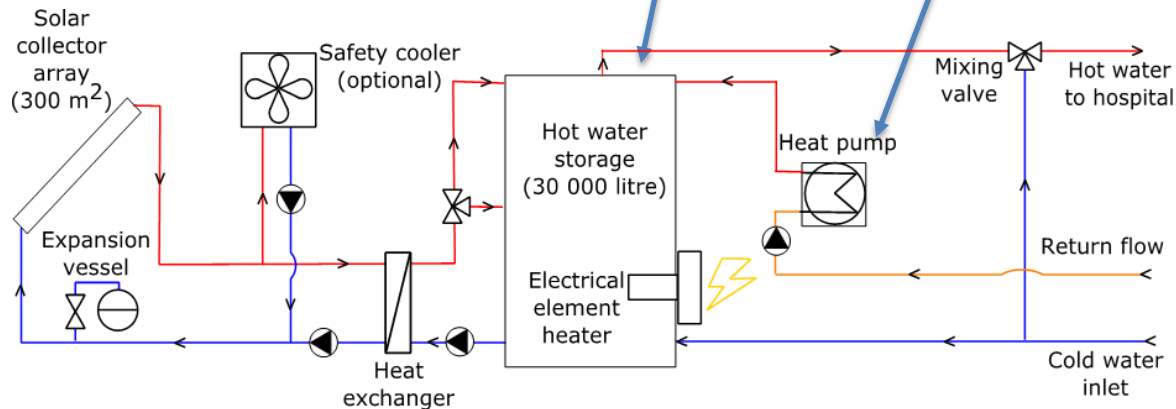 Solar
collector
array
(300 m2)
Safety cooler
(optional)
Expansion
vessel
Heat
exchanger
Hot water
storage
(30 000 litre)
Electrical
element
heater
Heat pump
Mixing
valve
Hot water
to hospital
Return flow
Cold water
inlet